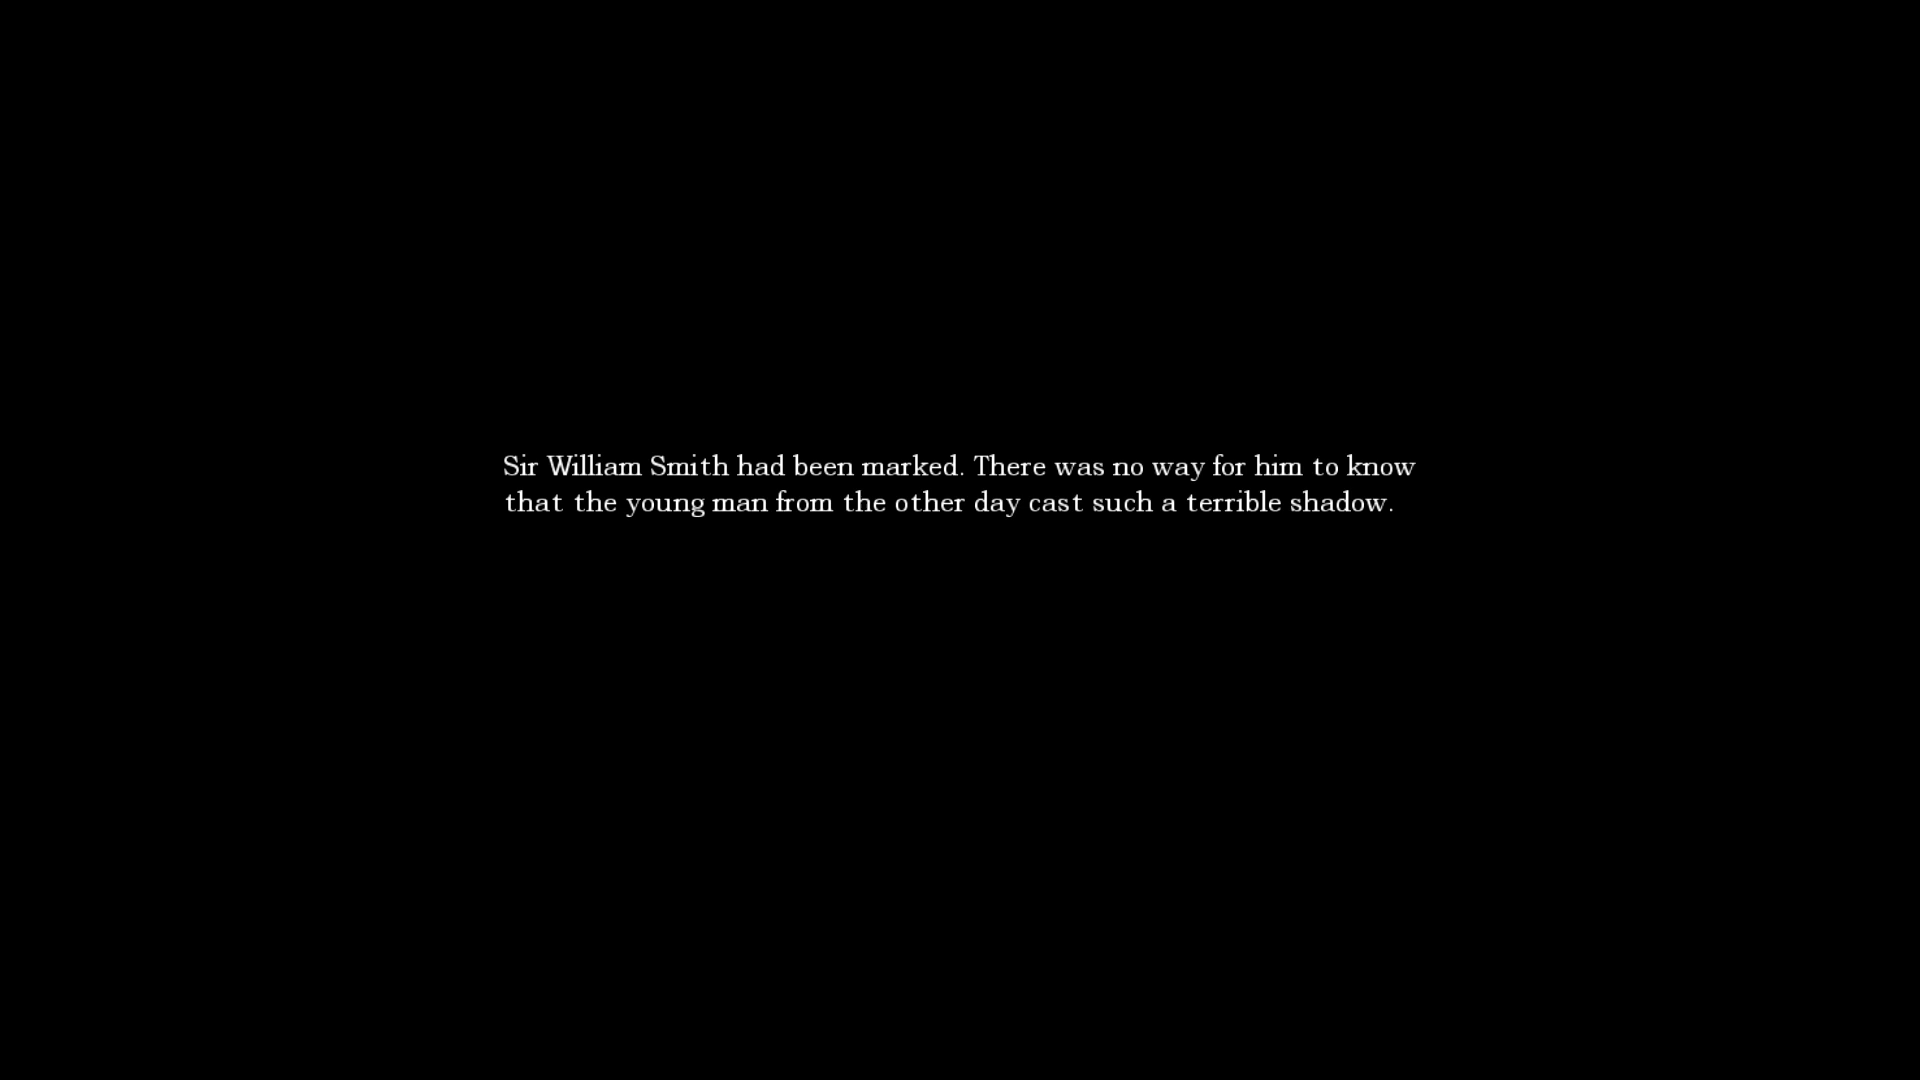 Sir William Smith had been marked. There was no way for him to know
that the young man from the other day cast such a terrible shadow.